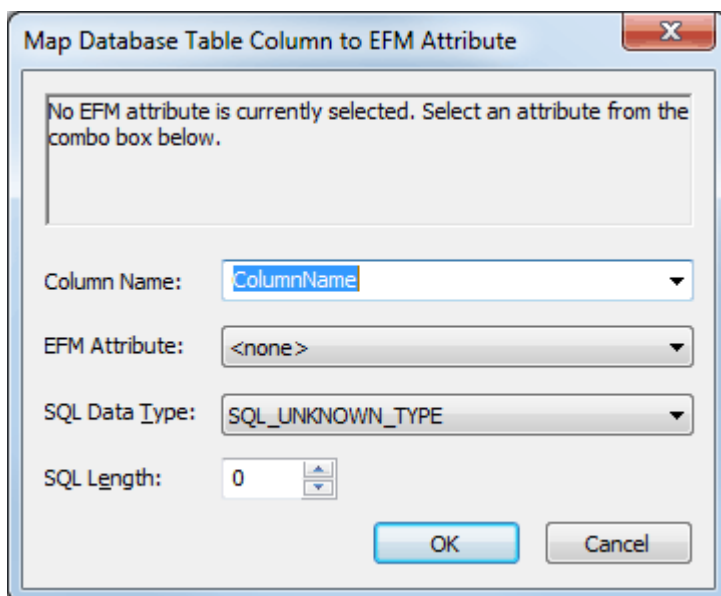 Map Database Table Column to EFM Attribute
No EFM attribute is currently selected. Select an attribute from the
combo box below.
Column Name: ColumnName
EFM Attribute: <none>
SQL Data Type: SQL_UNKNOWN_TYPE
SQL Length: 0
OK Cancel